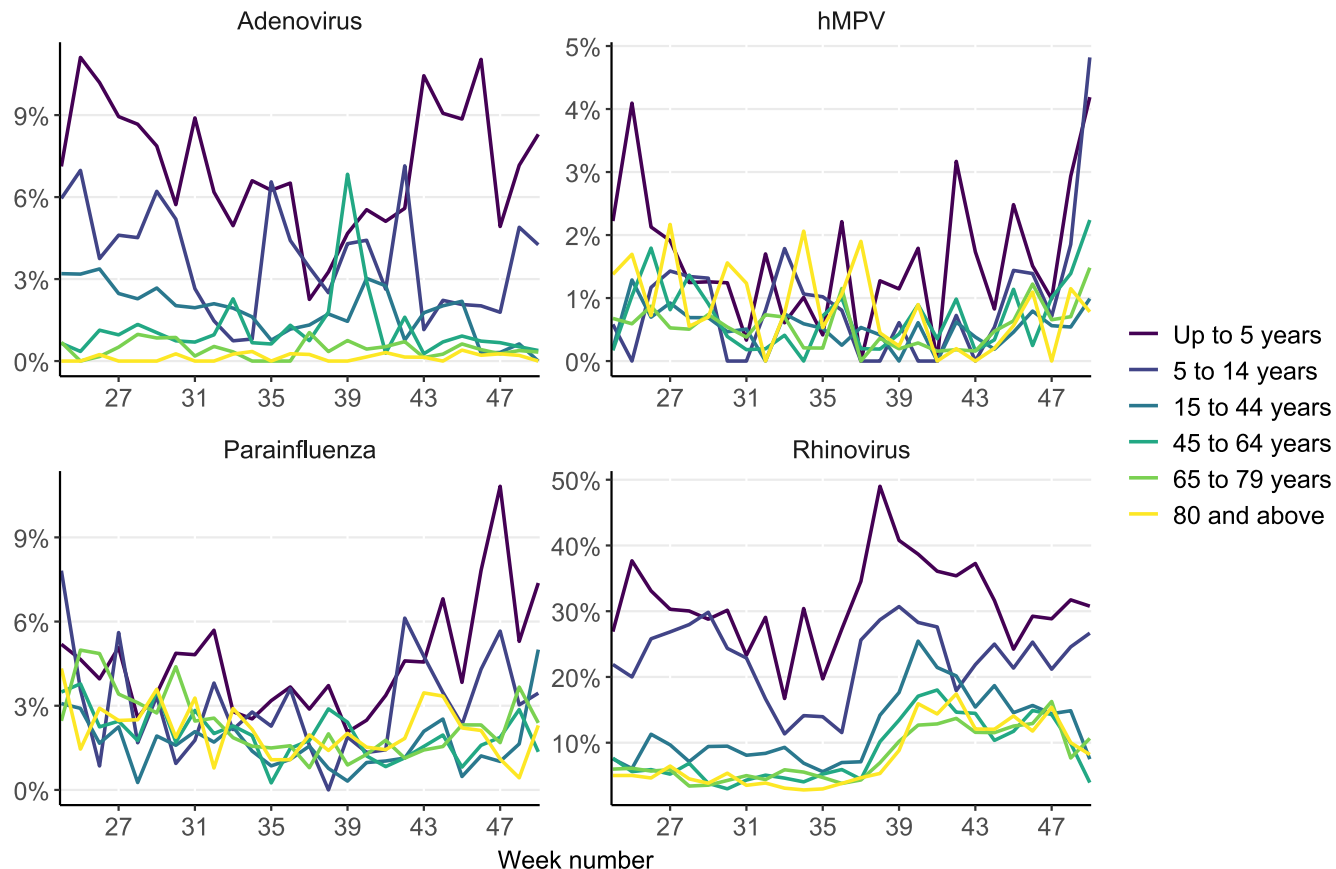 Adenovirus
hMPV
9%
6%
3%
0%
27 31 35 39 43 47
5%
4%
3%
2%
1%
0%
27 31 35 39 43 47
Parainfluenza
Rhinovirus
9%
6%
3%
0%
27 31 35 39 43 47
50%
40%
30%
20%
10%
27 31 35 39 43 47
Week number
Up to 5 years
5 to 14 years
15 to 44 years
45 to 64 years
65 to 79 years
80 and above